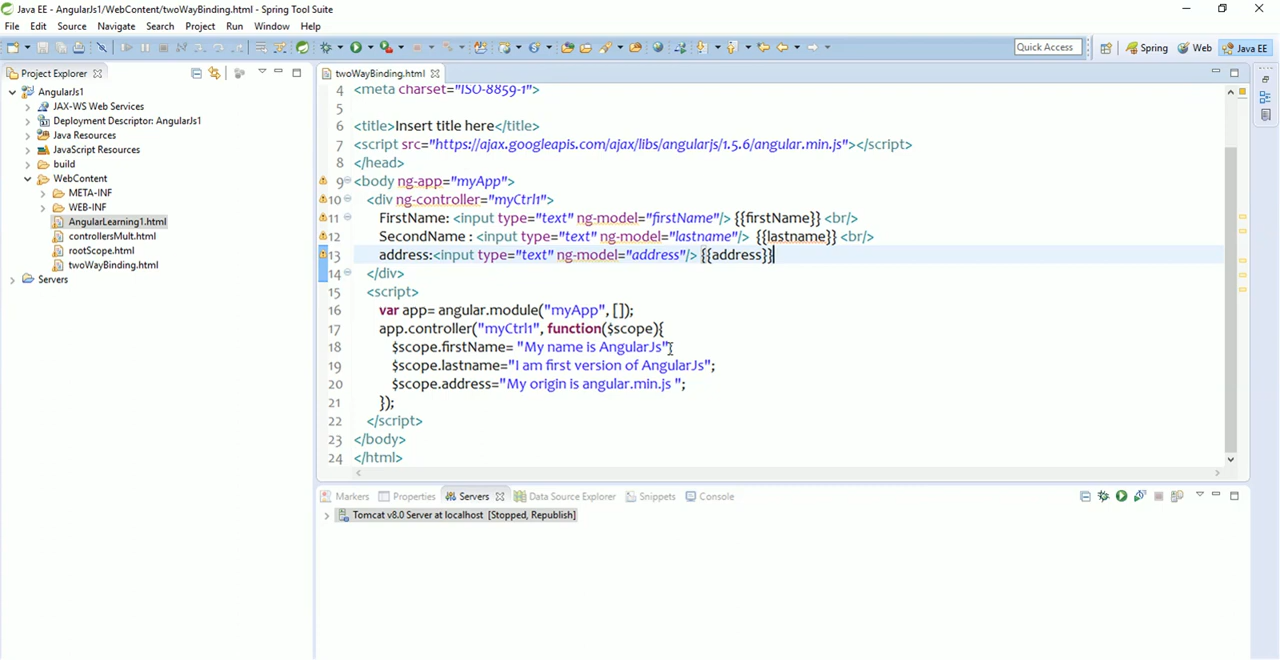 Java EE - AngularJs1/WebContent/twoWayBinding.html - Spring Tool Suite
File Edit Source Navigate Search Project Run Window Help
Quick Access Spring Web Java EE
Project Explorer
AngularJs1
JAX-WS Web Services
Deployment Descriptor: AngularJs1
Java Resources
JavaScript Resources
build
WebContent
META-INF
WEB-INF
AngularLearning1.html
controllersMult.html
rootScope.html
twoWayBinding.html
Servers
twoWayBinding.html
4 <meta charset="ISO-8859-1">
5
6 <title>Insert title here</title>
7 <script src="https://ajax.googleapis.com/ajax/libs/angularjs/1.5.6/angular.min.js"></script>
8 </head>
9 <body ng-app="myApp">
10 <div ng-controller="myCtrl1">
11 FirstName: <input type="text" ng-model="firstName"/> {{firstName}} <br/>
12 SecondName : <input type="text" ng-model="lastname"/> {{lastname}} <br/>
13 address:<input type="text" ng-model="address"/> {{address}}
14 </div>
15 <script>
16 var app= angular.module("myApp", []);
17 app.controller("myCtrl1", function($scope){
18 $scope.firstName= "My name is AngularJs"
19 $scope.lastname="I am first version of AngularJs";
20 $scope.address="My origin is angular.min.js ";
21 });
22 </script>
23 </body>
24 </html>
Markers Properties Servers Data Source Explorer Snippets Console
Tomcat v8.0 Server at localhost [Stopped, Republish]